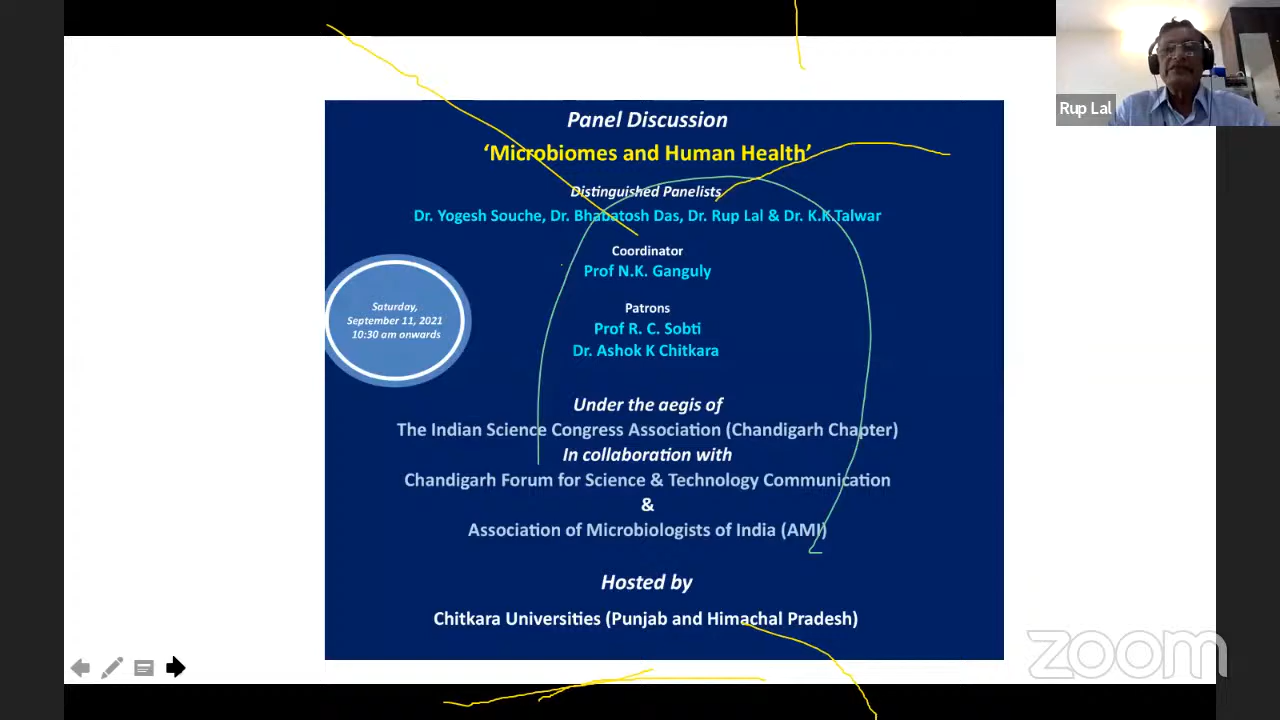 Rup Lal
Panel Discussion
‘Microbiomes and Human Health’
Distinguished Panelists
Dr. Yogesh Souche, Dr. Bhabatosh Das, Dr. Rup Lal & Dr. K.K.Talwar
Coordinator
Prof N.K. Ganguly
Saturday,
September 11, 2021
10:30 am onwards
Patrons
Prof R. C. Sobti
Dr. Ashok K Chitkara
Under the aegis of
The Indian Science Congress Association (Chandigarh Chapter)
In collaboration with
Chandigarh Forum for Science & Technology Communication
&
Association of Microbiologists of India (AMI)
Hosted by
Chitkara Universities (Punjab and Himachal Pradesh)
zoom